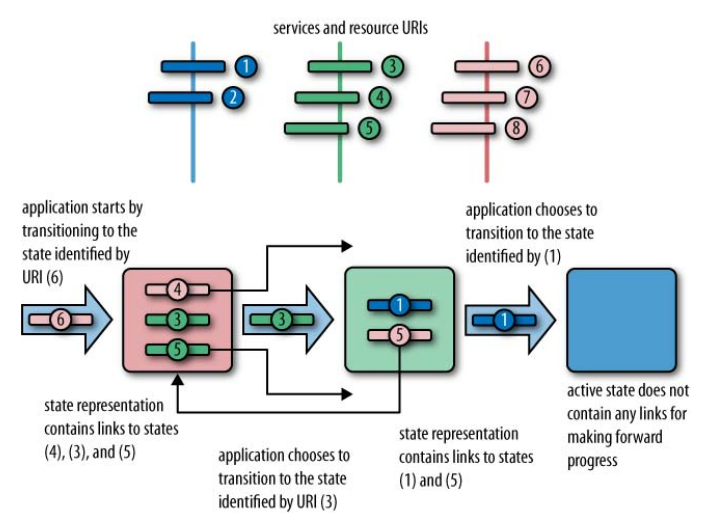 services and resource URIs
1
3
6
2
4
7
5
8
application starts by
transitioning to the
state identified by
URI (6)
application chooses to
transition to the state
identified by (1)
6
4
3
5
3
1
5
1
state representation
contains links to states
(4), (3), and (5)
application chooses to
transition to the state
identified by URI (3)
state representation
contains links to states
(1) and (5)
active state does not
contain any links for
making forward
progress